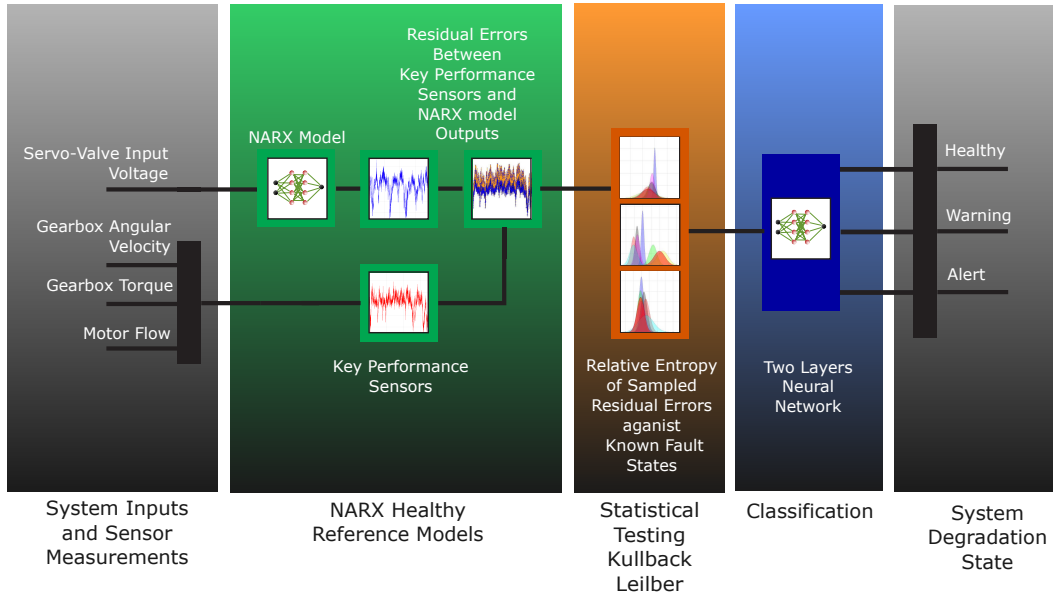 Servo-Valve Input
Voltage
Gearbox Angular
Velocity
Gearbox Torque
Motor Flow
System Inputs
and Sensor
Measurements
Residual Errors
Between
Key Performance
Sensors and
NARX model
Outputs
NARX Model
Key Performance
Sensors
NARX Healthy
Reference Models
Relative Entropy
of Sampled
Residual Errors
aganist
Known Fault
States
Statistical
Testing
Kullback
Leilber
Two Layers
Neural
Network
Classification
Healthy
Warning
Alert
System
Degradation
State